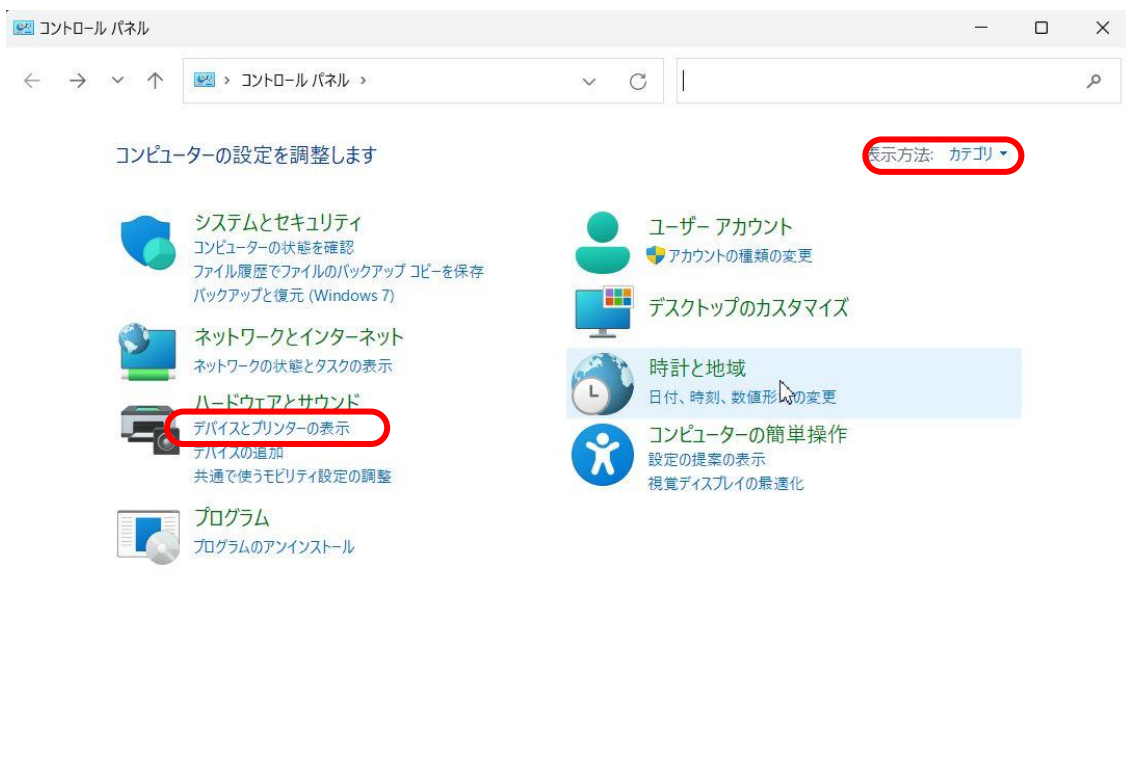 コントロール パネル
コントロール パネル
コンピューターの設定を調整します
表示方法: カテゴリ
システムとセキュリティ
コンピューターの状態を確認
ファイル履歴でファイルのバックアップ コピーを保存
バックアップと復元 (Windows 7)
ネットワークとインターネット
ネットワークの状態とタスクの表示
ハードウェアとサウンド
デバイスとプリンターの表示
デバイスの追加
共通で使うモビリティ設定の調整
プログラム
プログラムのアンインストール
ユーザー アカウント
アカウントの種類の変更
デスクトップのカスタマイズ
時計と地域
日付、時刻、数値形式の変更
コンピューターの簡単操作
設定の提案の表示
視覚ディスプレイの最適化